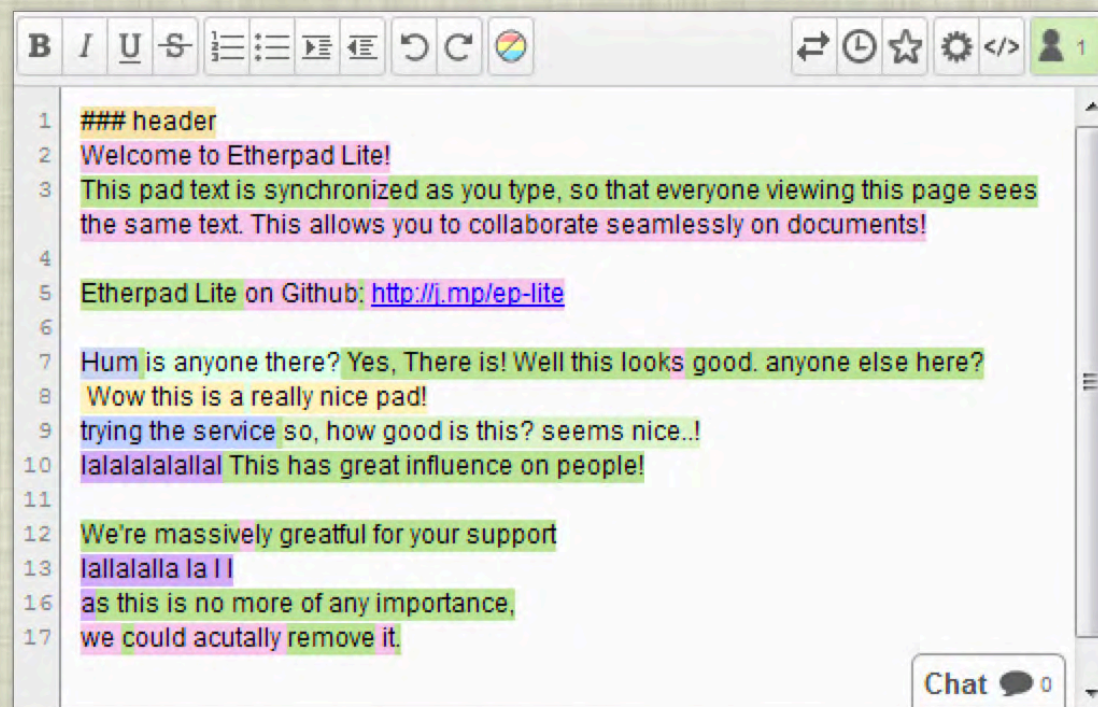 B I U S </> 1
1 ### header
2 Welcome to Etherpad Lite!
3 This pad text is synchronized as you type, so that everyone viewing this page sees
the same text. This allows you to collaborate seamlessly on documents!
4
5 Etherpad Lite on Github: http://j.mp/ep-lite
6
7 Hum is anyone there? Yes, There is! Well this looks good. anyone else here?
8 Wow this is a really nice pad!
9 trying the service so, how good is this? seems nice..!
10 lalalalalallal This has great influence on people!
11
12 We're massively greatful for your support
13 lallalalla la l l
16 as this is no more of any importance,
17 we could acutally remove it.
Chat 0